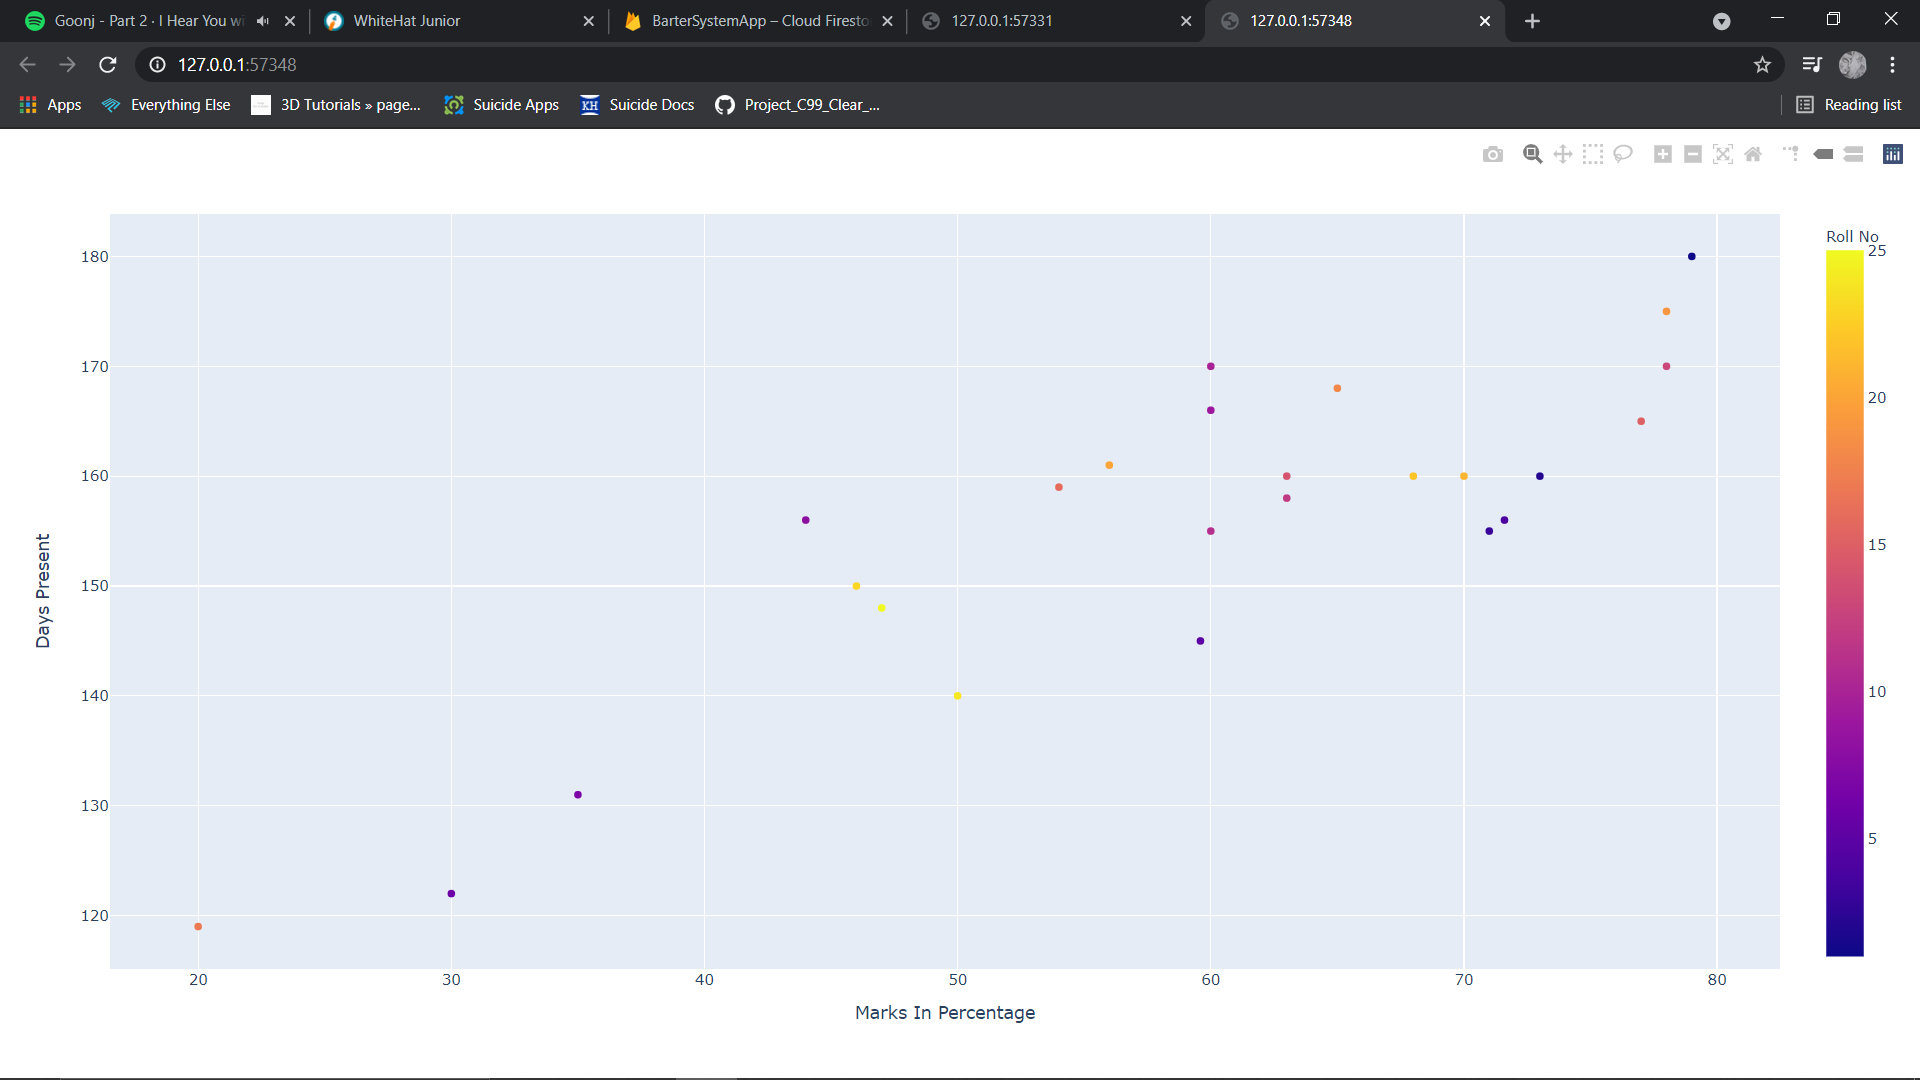 Goonj - Part 2 · I Hear You wi
WhiteHat Junior
BarterSystemApp – Cloud Firesto
127.0.0.1:57331
127.0.0.1:57348
127.0.0.1:57348
Apps
Everything Else
3D Tutorials » page...
Suicide Apps
KH
Suicide Docs
Project_C99_Clear_...
Reading list
Roll No
25
20
15
10
5
180
170
160
150
140
130
120
Days Present
20 30 40 50 60 70 80
Marks In Percentage